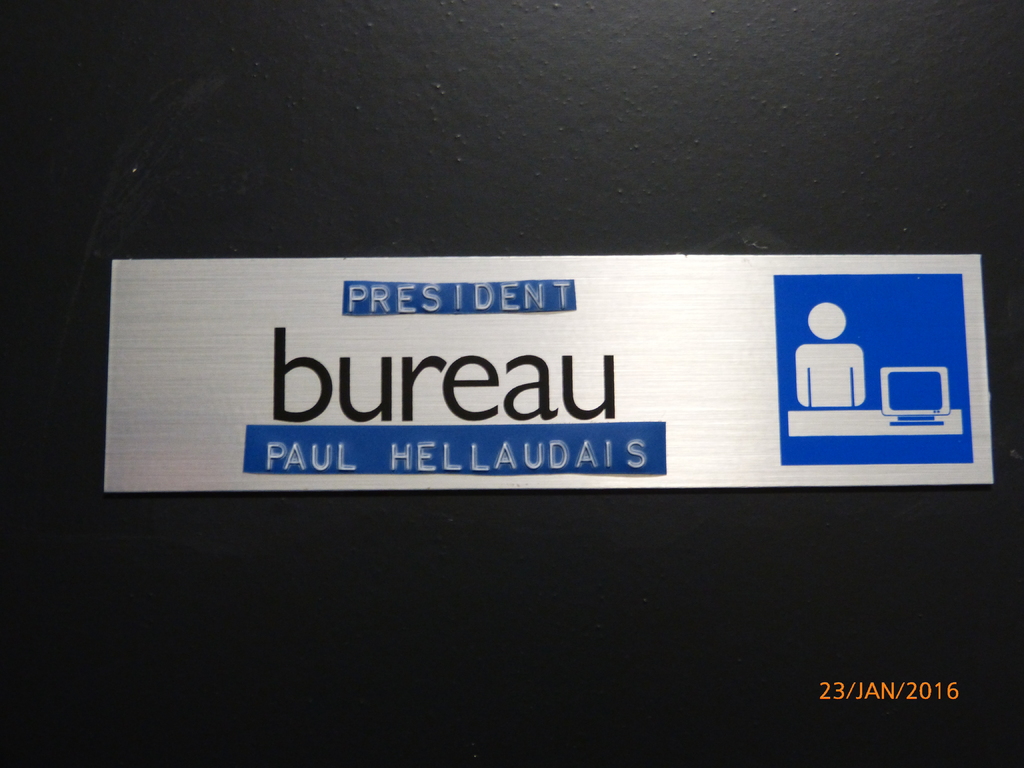 PRESIDENT
bureau
PAUL HELLAUDAIS
23/JAN/2016